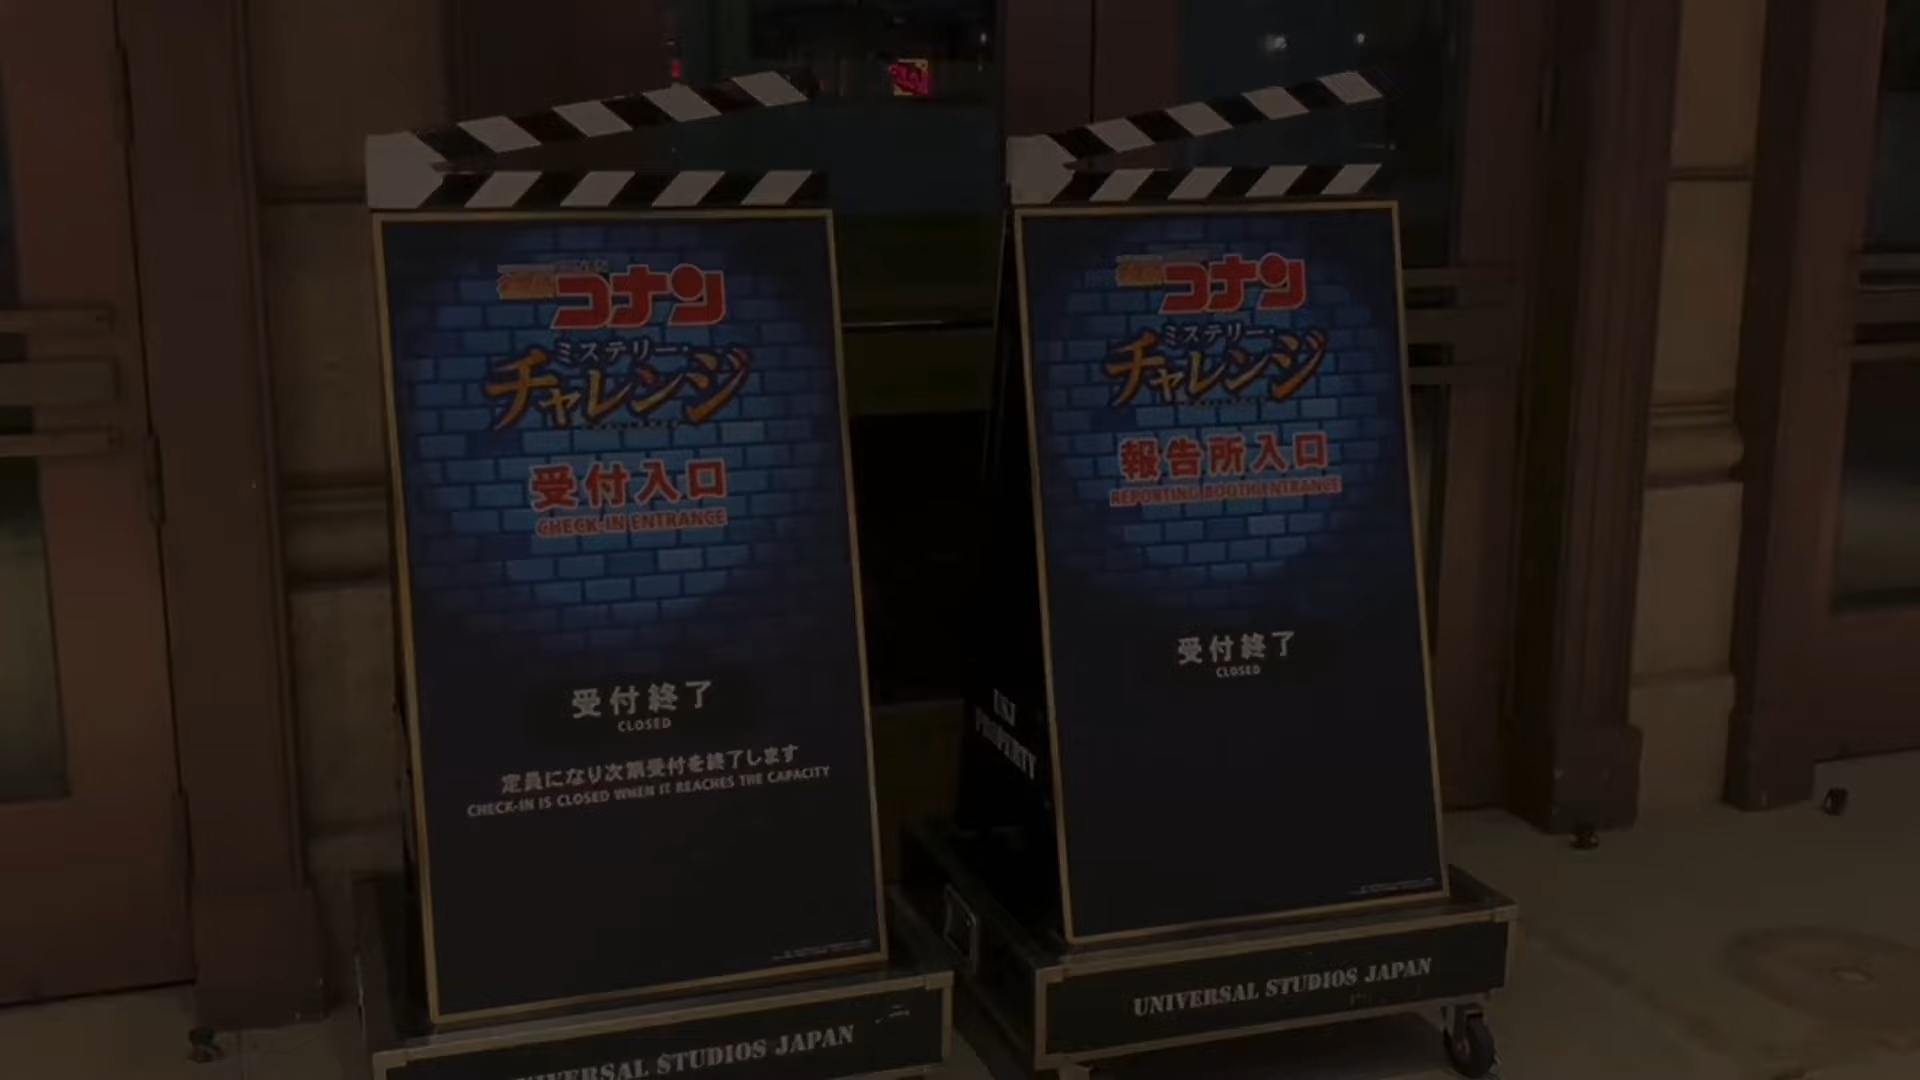 コナン
ミステリー・
チャレンジ
受付入口
CHECK-IN ENTRANCE
受付終了
CLOSED
定員になり次第受付を終了します
CHECK-IN IS CLOSED WHEN IT REACHES THE CAPACITY
UNIVERSAL STUDIOS JAPAN
コナン
ミステリー・
チャレンジ
報告所入口
REPORTING BOOTH ENTRANCE
受付終了
CLOSED
USJ
PROPERTY
UNIVERSAL STUDIOS JAPAN